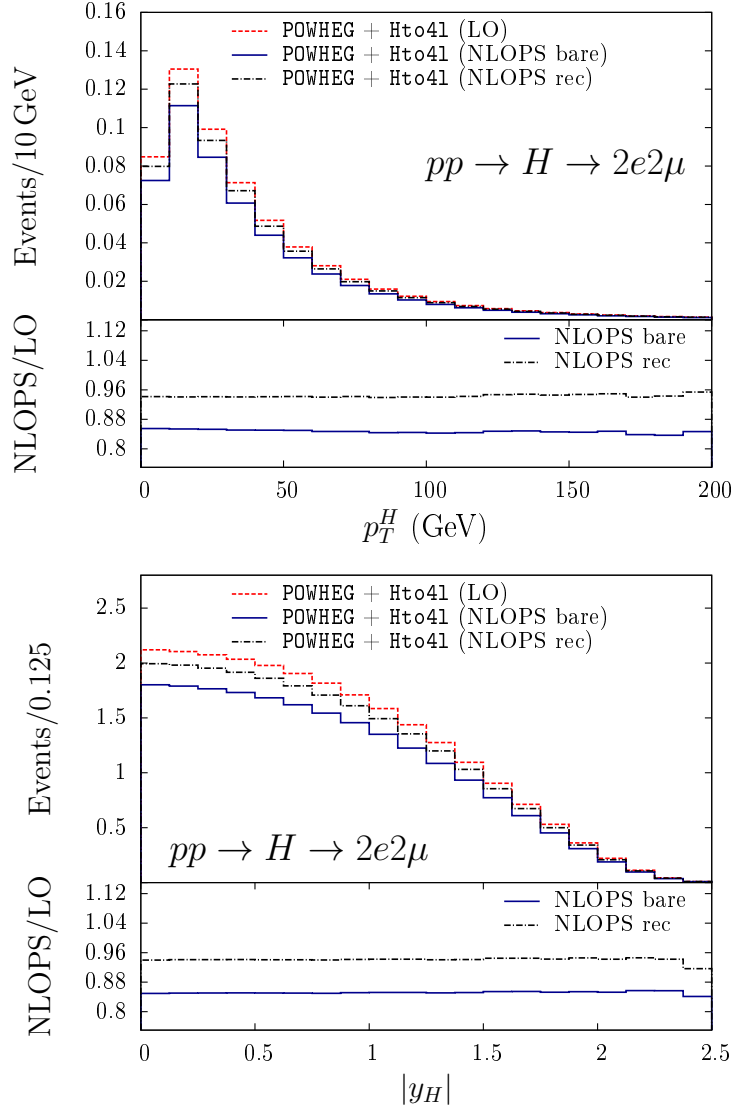 0.16
0.14
0.12
0.1
0.08
0.06
0.04
0.02
Events/10 GeV
POWHEG + Hto4l (LO)
POWHEG + Hto4l (NLOPS bare)
POWHEG + Hto4l (NLOPS rec)
pp → H → 2e2μ
1.12
1.04
0.96
0.88
0.8
NLOPS/LO
NLOPS bare
NLOPS rec
0 50 100 150 200
p_T^H (GeV)
2.5
2
1.5
1
0.5
Events/0.125
POWHEG + Hto4l (LO)
POWHEG + Hto4l (NLOPS bare)
POWHEG + Hto4l (NLOPS rec)
pp → H → 2e2μ
1.12
1.04
0.96
0.88
0.8
NLOPS/LO
NLOPS bare
NLOPS rec
0 0.5 1 1.5 2 2.5
|y_H|